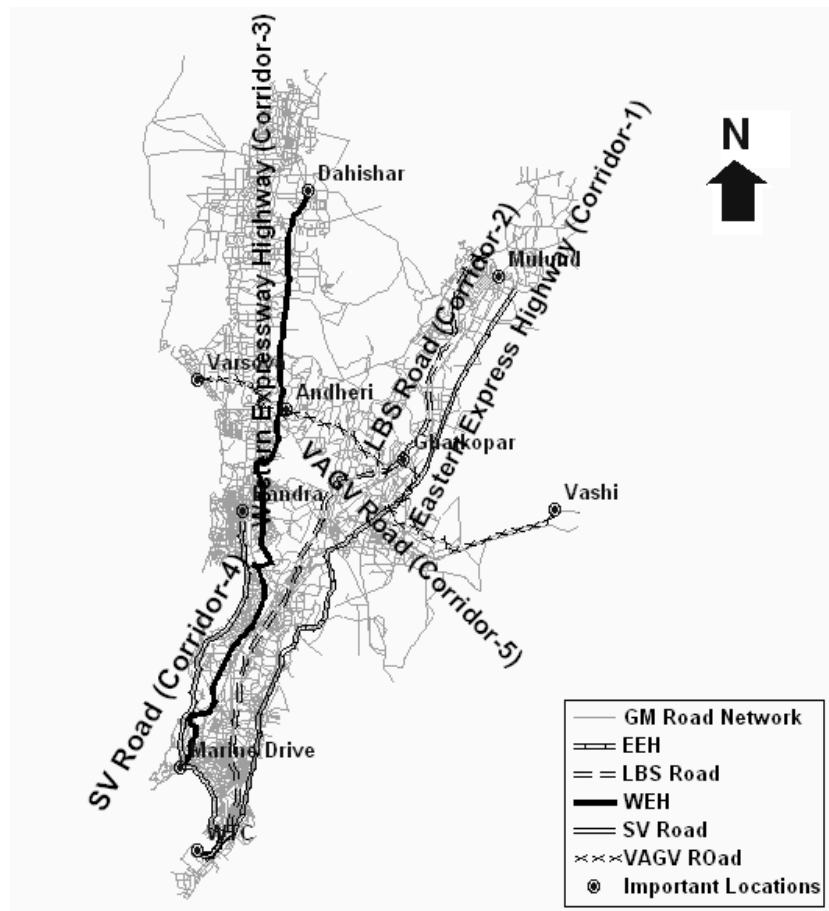 Western Expressway Highway (Corridor-3)
N
Eastern Express Highway (Corridor-1)
Dahishar
LBS Road (Corridor-2)
Mulund
Varsova
Andheri
Ghatkopar
VAGV Road (Corridor-5)
Bandra
Vashi
SV Road (Corridor-4)
Marine Drive
WTC
GM Road Network
EEH
LBS Road
WEH
SV Road
VAGV ROad
Important Locations